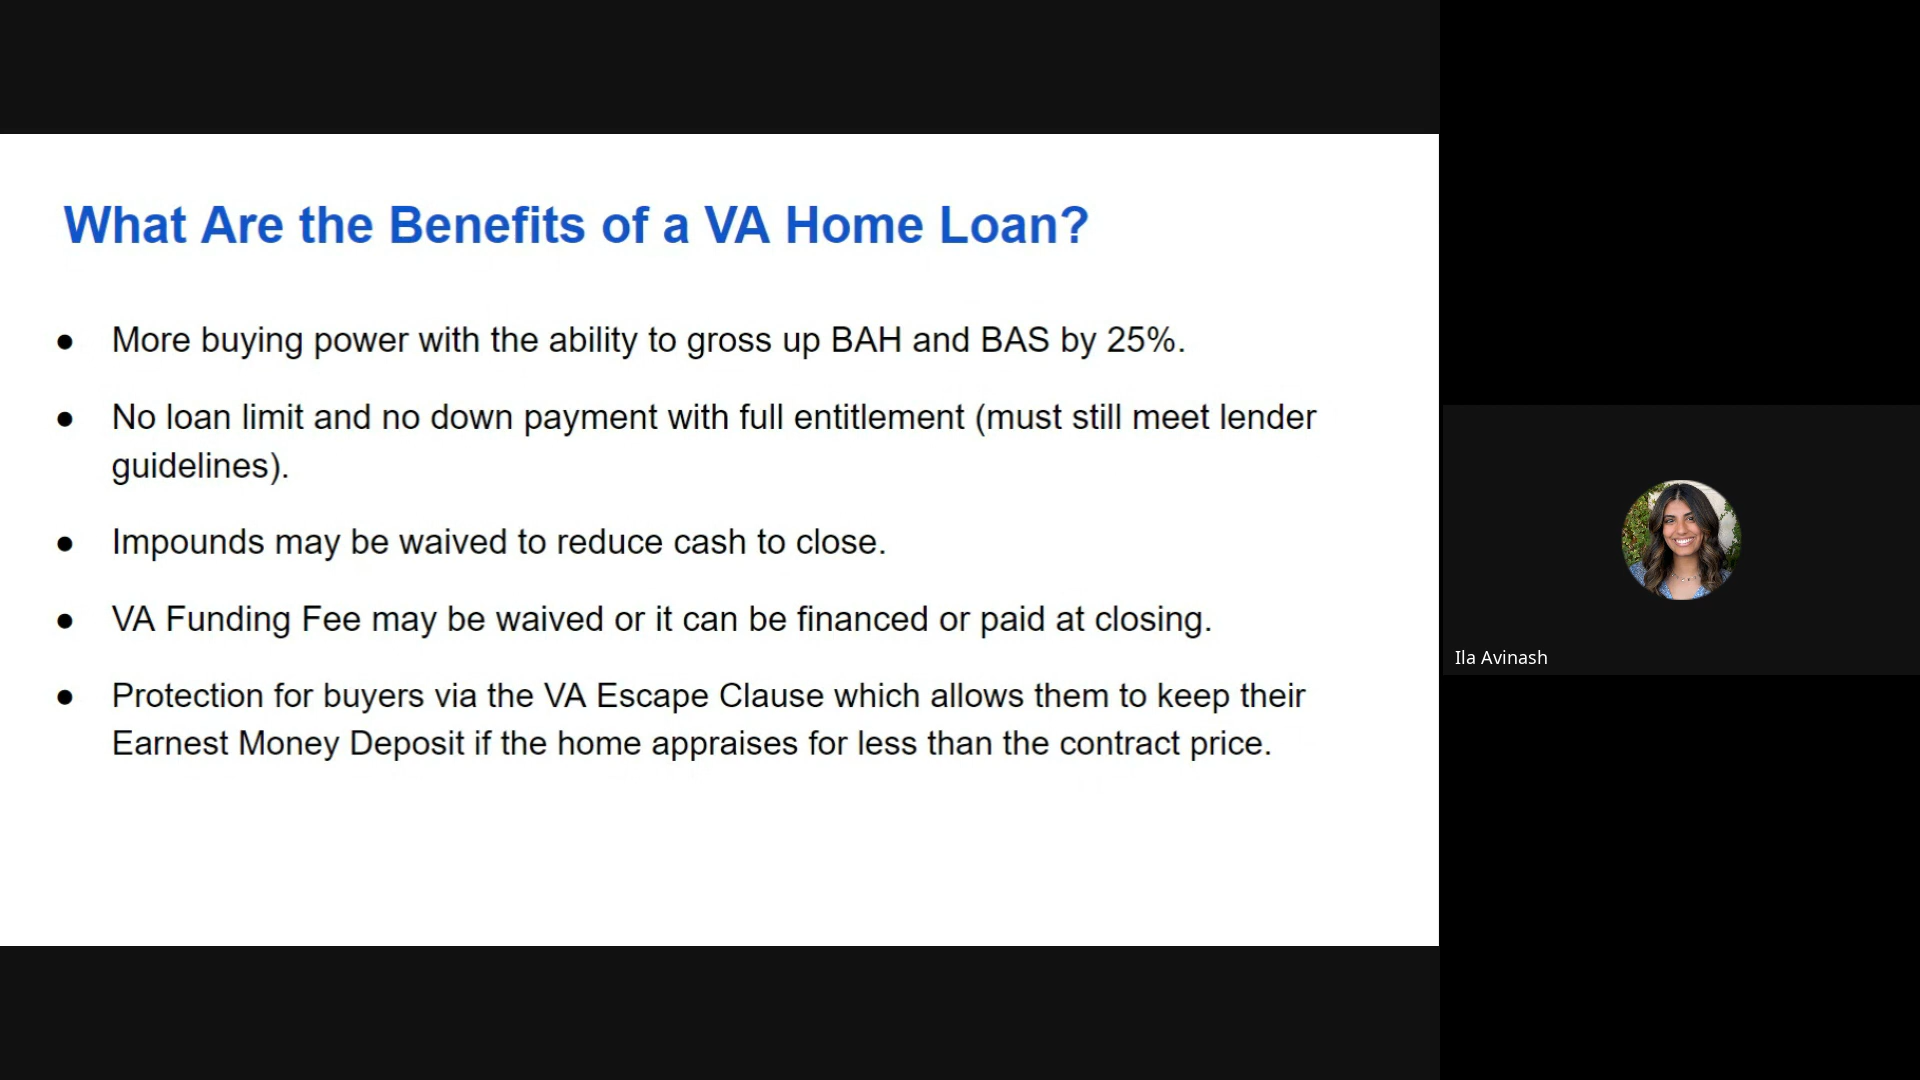 What Are the Benefits of a VA Home Loan?
● More buying power with the ability to gross up BAH and BAS by 25%.
● No loan limit and no down payment with full entitlement (must still meet lender
guidelines).
● Impounds may be waived to reduce cash to close.
● VA Funding Fee may be waived or it can be financed or paid at closing.
● Protection for buyers via the VA Escape Clause which allows them to keep their
Earnest Money Deposit if the home appraises for less than the contract price.
Ila Avinash